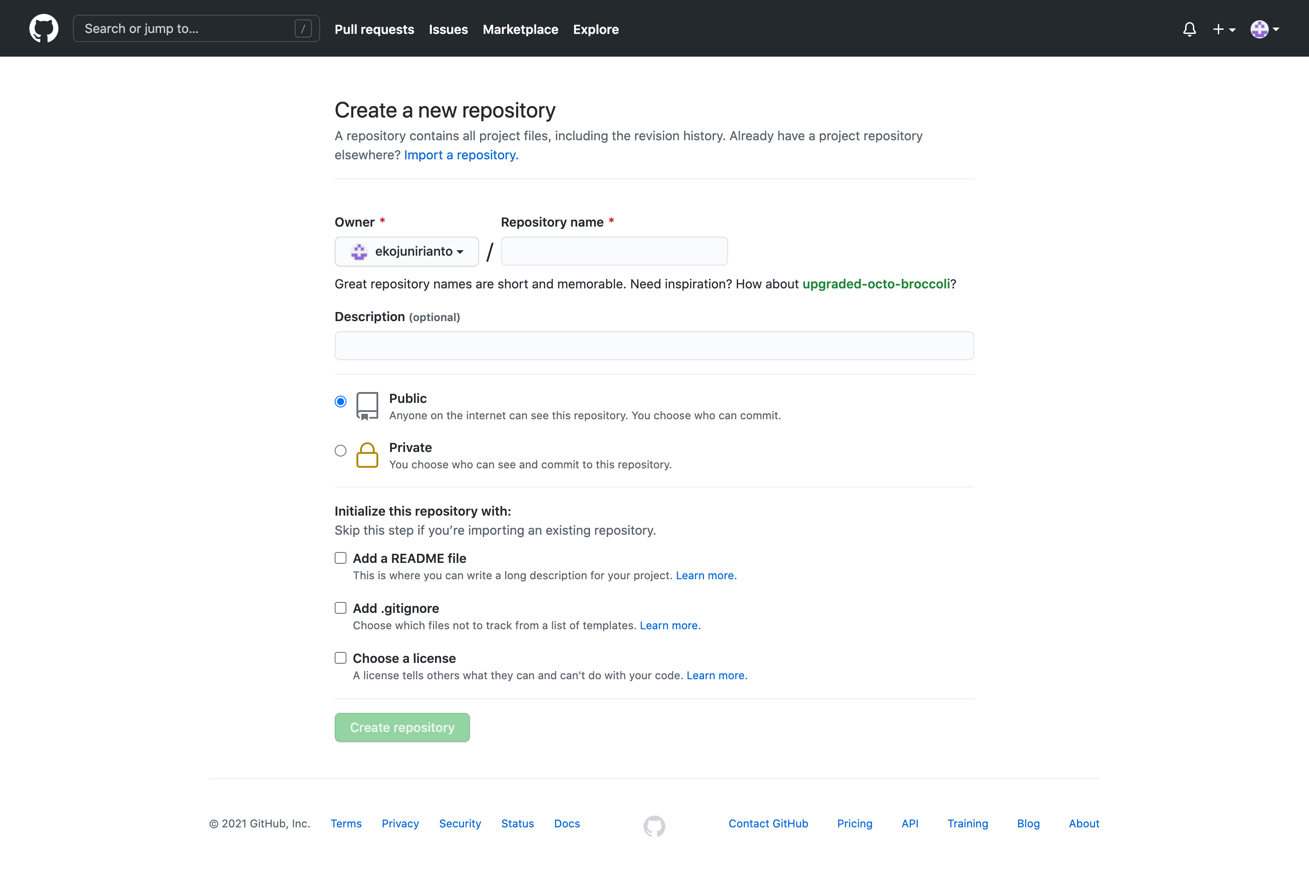 Search or jump to... /
Pull requests Issues Marketplace Explore
Create a new repository
A repository contains all project files, including the revision history. Already have a project repository
elsewhere? Import a repository.
Owner * Repository name *
ekojunirianto /
Great repository names are short and memorable. Need inspiration? How about upgraded-octo-broccoli?
Description (optional)
Public
Anyone on the internet can see this repository. You choose who can commit.
Private
You choose who can see and commit to this repository.
Initialize this repository with:
Skip this step if you’re importing an existing repository.
Add a README file
This is where you can write a long description for your project. Learn more.
Add .gitignore
Choose which files not to track from a list of templates. Learn more.
Choose a license
A license tells others what they can and can't do with your code. Learn more.
Create repository
© 2021 GitHub, Inc. Terms Privacy Security Status Docs Contact GitHub Pricing API Training Blog About